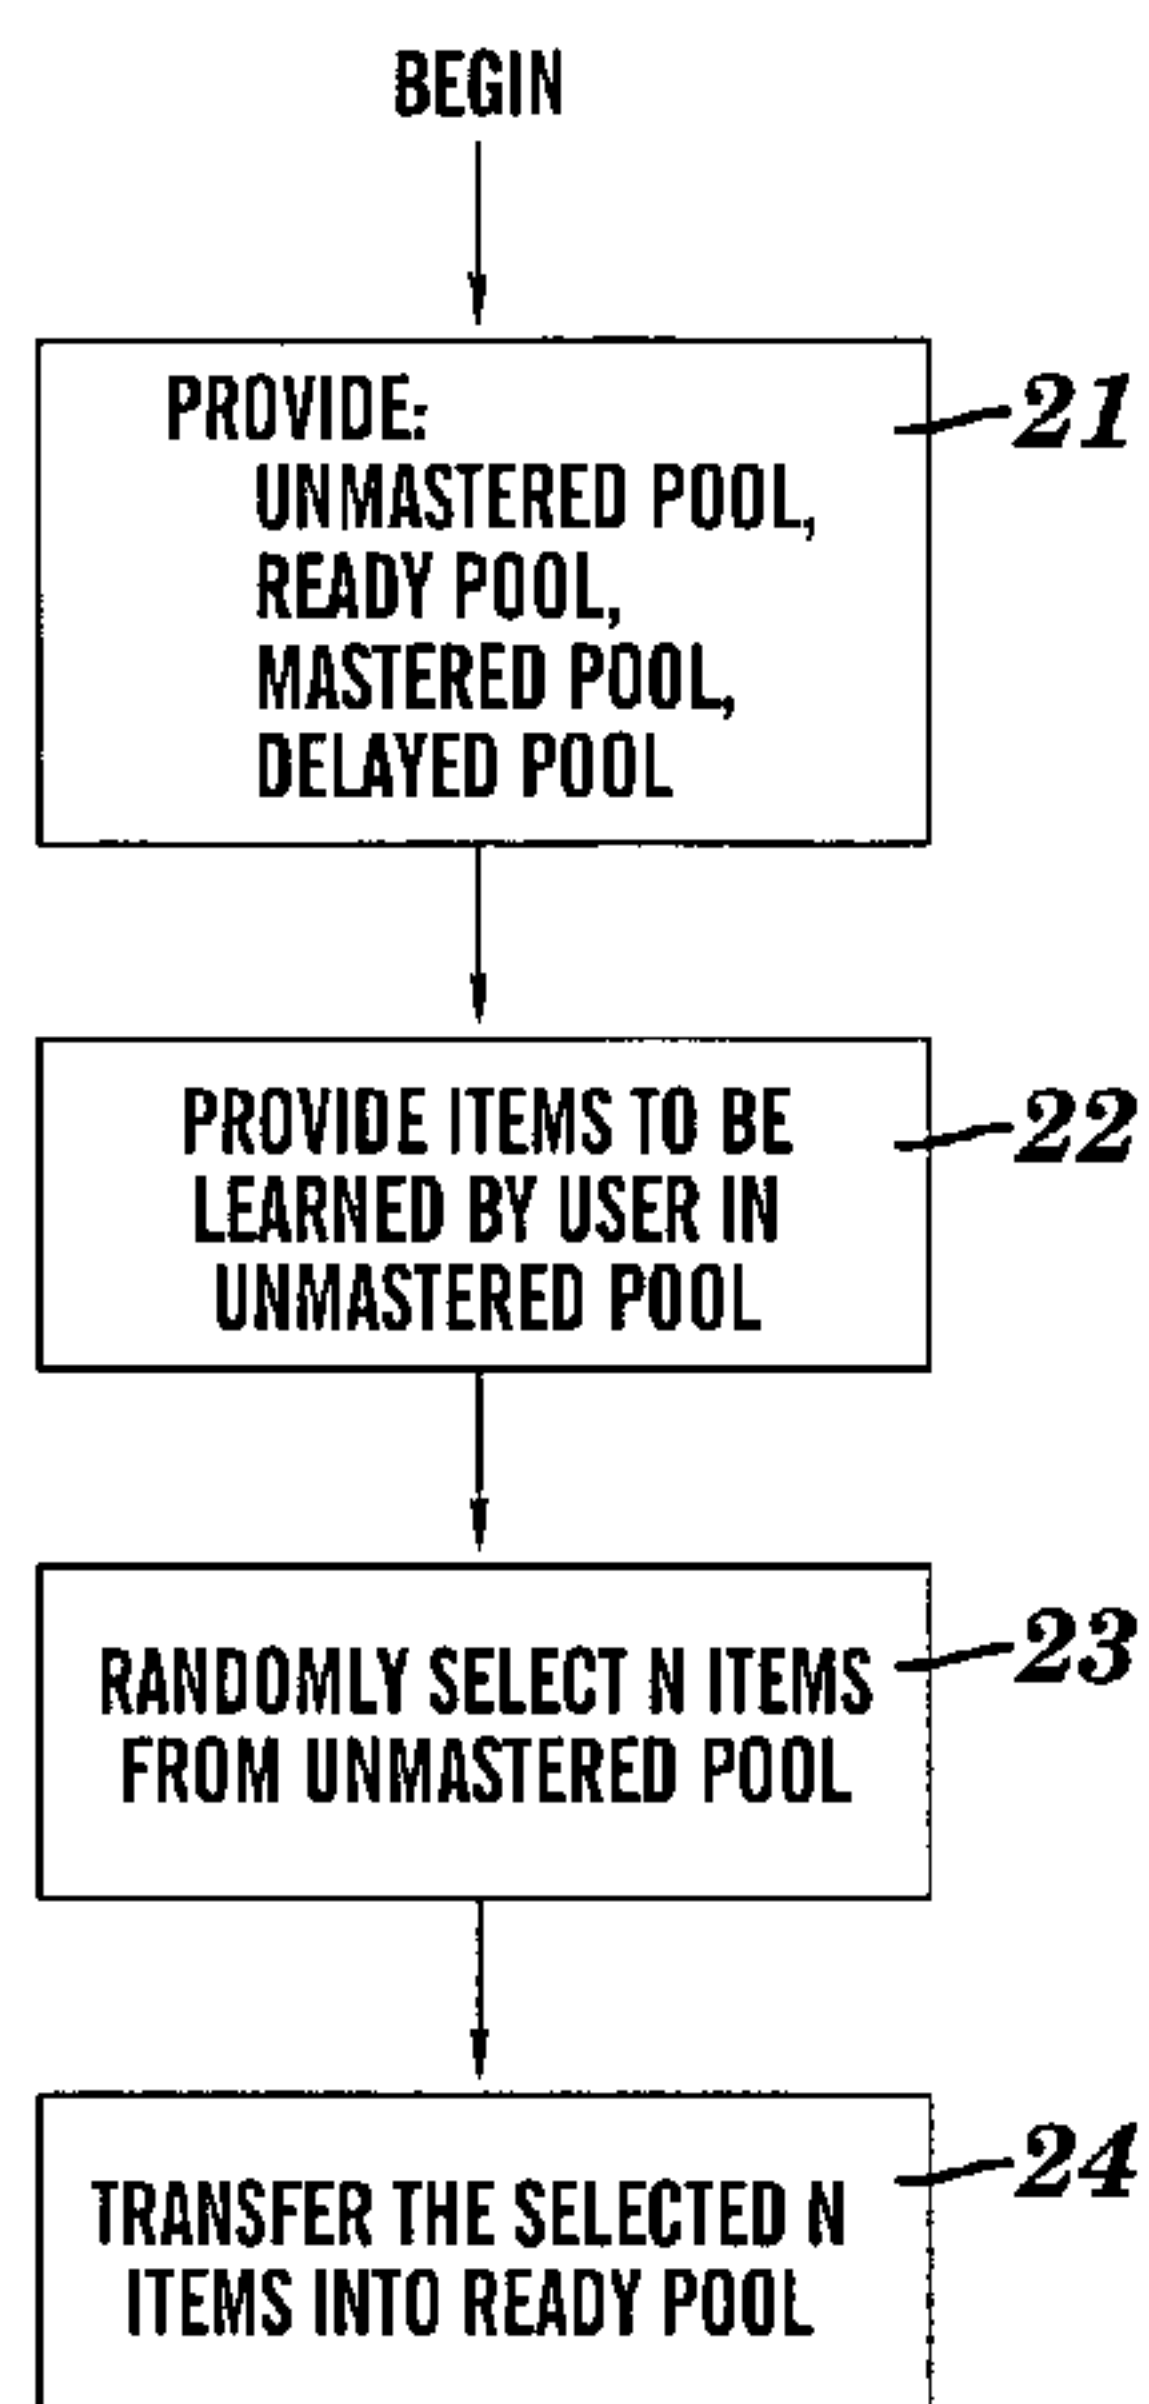 BEGIN
PROVIDE:
UNMASTERED POOL,
READY POOL,
MASTERED POOL,
DELAYED POOL
21
PROVIDE ITEMS TO BE
LEARNED BY USER IN
UNMASTERED POOL
22
RANDOMLY SELECT N ITEMS
FROM UNMASTERED POOL
23
TRANSFER THE SELECTED N
ITEMS INTO READY POOL
24